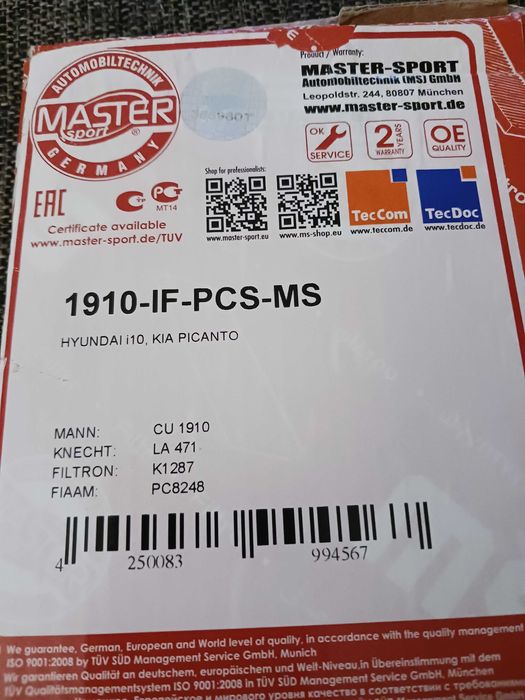 Product / Warranty:
MASTER-SPORT
Automobiltechnik (MS) GmbH
Leopoldstr. 244, 80807 München
www.master-sport.de
AUTOMOBILTECHNIK
MASTER
sport ®
GERMANY
OK
SERVICE
2 YEARS
WARRANTY
OE
QUALITY
Shop for professionalists:
EAC
MT14
Certificate available
www.master-sport.de/TUV
www.master-sport.eu
www.ms-shop.eu
TecCom
www.teccom.de
TecDoc
www.tecdoc.de
1910-IF-PCS-MS
HYUNDAI i10, KIA PICANTO
MANN: CU 1910
KNECHT: LA 471
FILTRON: K1287
FIAAM: PC8248
4 250083 994567
We guarantee, German, European and World level of quality, in accordance with the quality management
ISO 9001:2008 by TÜV SÜD Management Service GmbH, Munich
Wir garantieren Qualität an deutschem, europäischem und Welt-Niveau,in Übereinstimmung mit dem
TÜV Qualitätsmanagementsystem ISO 9001:2008 TÜV SÜD Management Service GmbH,
уровня качества в соответствии с требованиями